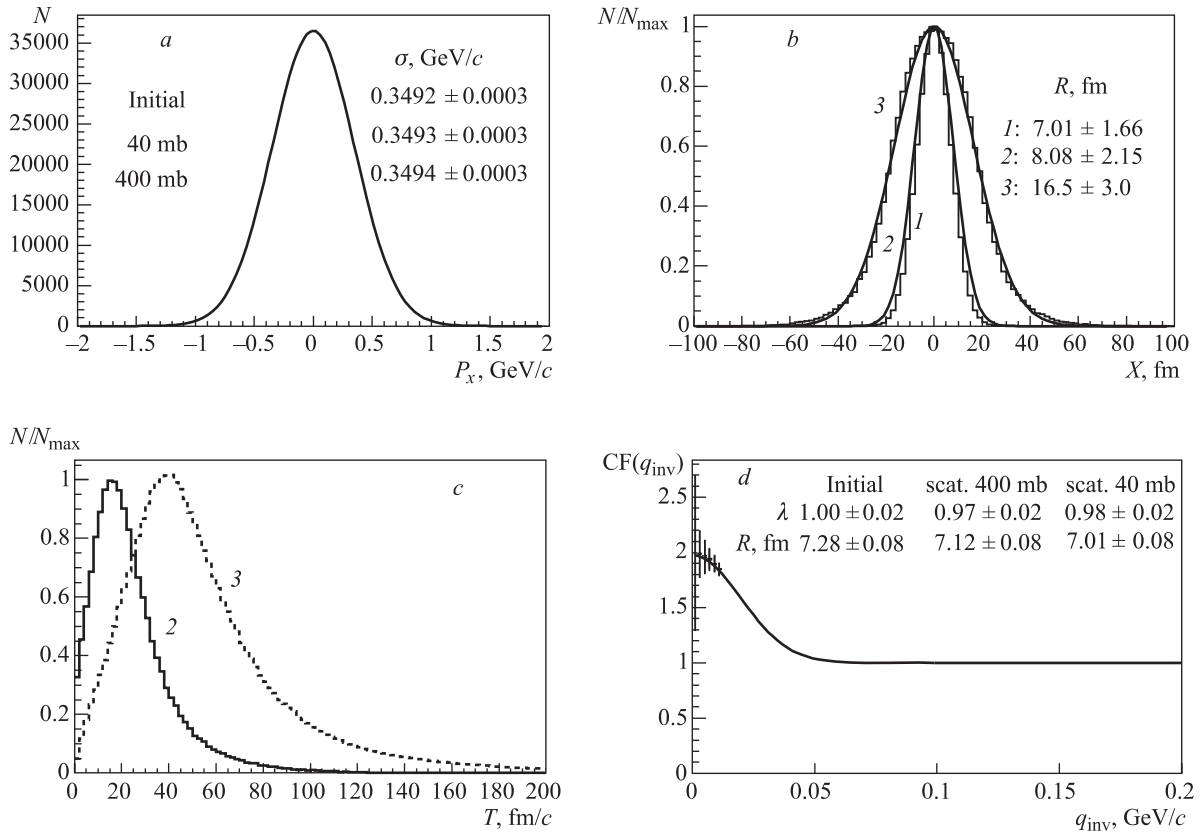 N
a
σ, GeV/c
Initial
0.3492 ± 0.0003
40 mb
0.3493 ± 0.0003
400 mb
0.3494 ± 0.0003
35000
30000
25000
20000
15000
10000
5000
0
–2 –1 –0.5 0 0.5 1 2
P_x, GeV/c
N/N_max
b
R, fm
1: 7.01 ± 1.66
2: 8.08 ± 2.15
3: 16.5 ± 3.0
3
1
2
1
0.8
0.6
0.4
0.2
0
–100 –80 –60 –40 –20 0 20 40 60 80 100
X, fm
N/N_max
c
2
3
1
0.8
0.6
0.4
0.2
0
0 20 40 60 80 100 120 140 160 180 200
T, fm/c
CF(q_inv)
d
Initial scat. 400 mb scat. 40 mb
λ 1.00 ± 0.02 0.97 ± 0.02 0.98 ± 0.02
R, fm 7.28 ± 0.08 7.12 ± 0.08 7.01 ± 0.08
2.5
2
1.5
1
0.5
0
0 0.05 0.1 0.15 0.2
q_inv, GeV/c